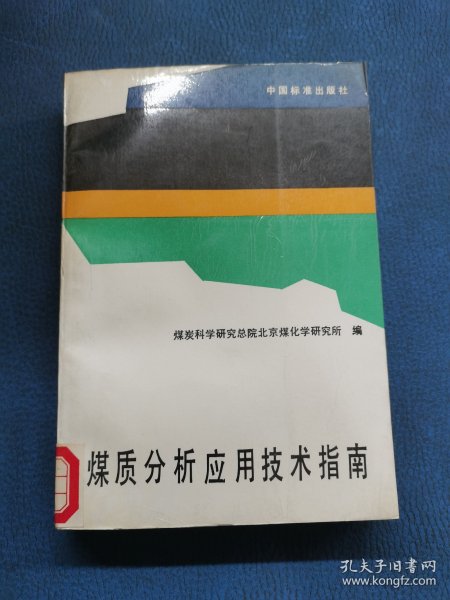 中国标准出版社
煤炭科学研究总院北京煤化学研究所 编
煤质分析应用技术指南
孔夫子旧书网
www.kongfz.com